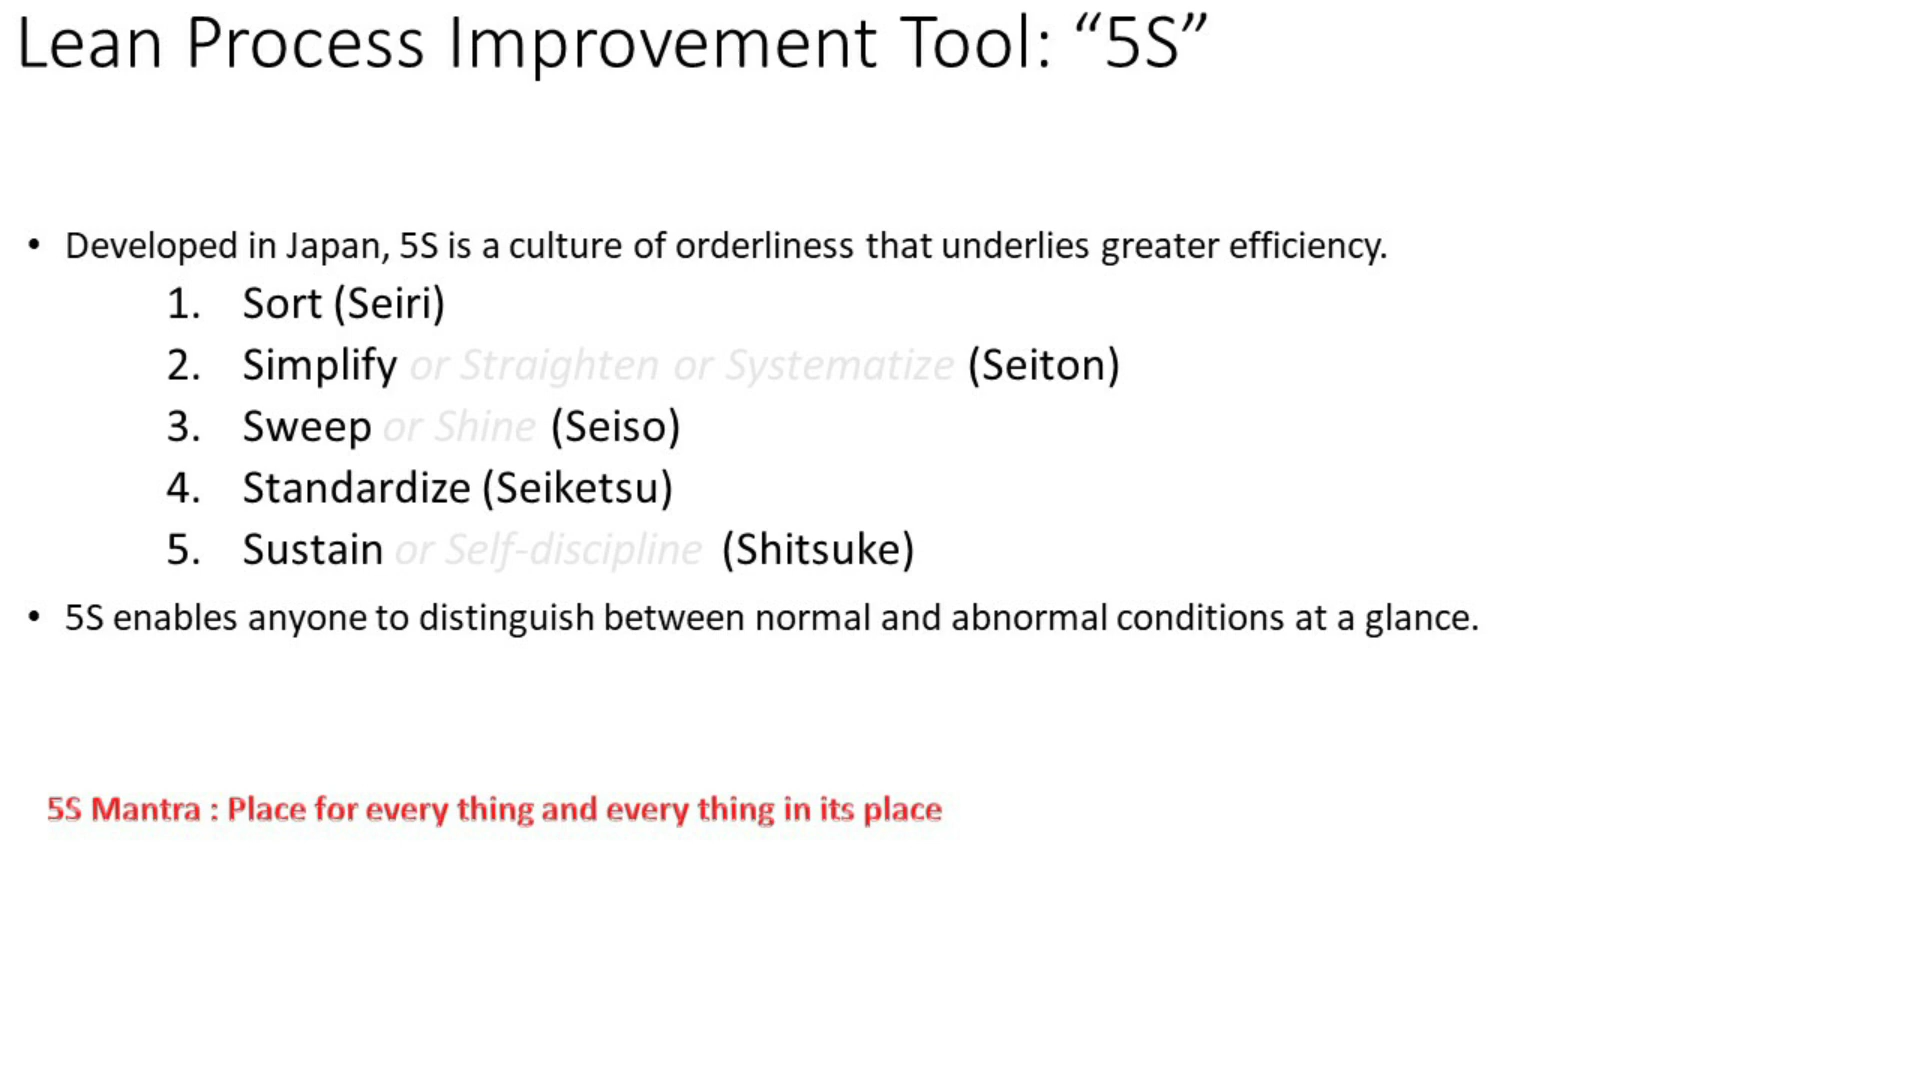 Lean Process Improvement Tool: “5S”
• Developed in Japan, 5S is a culture of orderliness that underlies greater efficiency.
1. Sort (Seiri)
2. Simplify or Straighten or Systematize (Seiton)
3. Sweep or Shine (Seiso)
4. Standardize (Seiketsu)
5. Sustain or Self-discipline (Shitsuke)
• 5S enables anyone to distinguish between normal and abnormal conditions at a glance.
5S Mantra : Place for every thing and every thing in its place